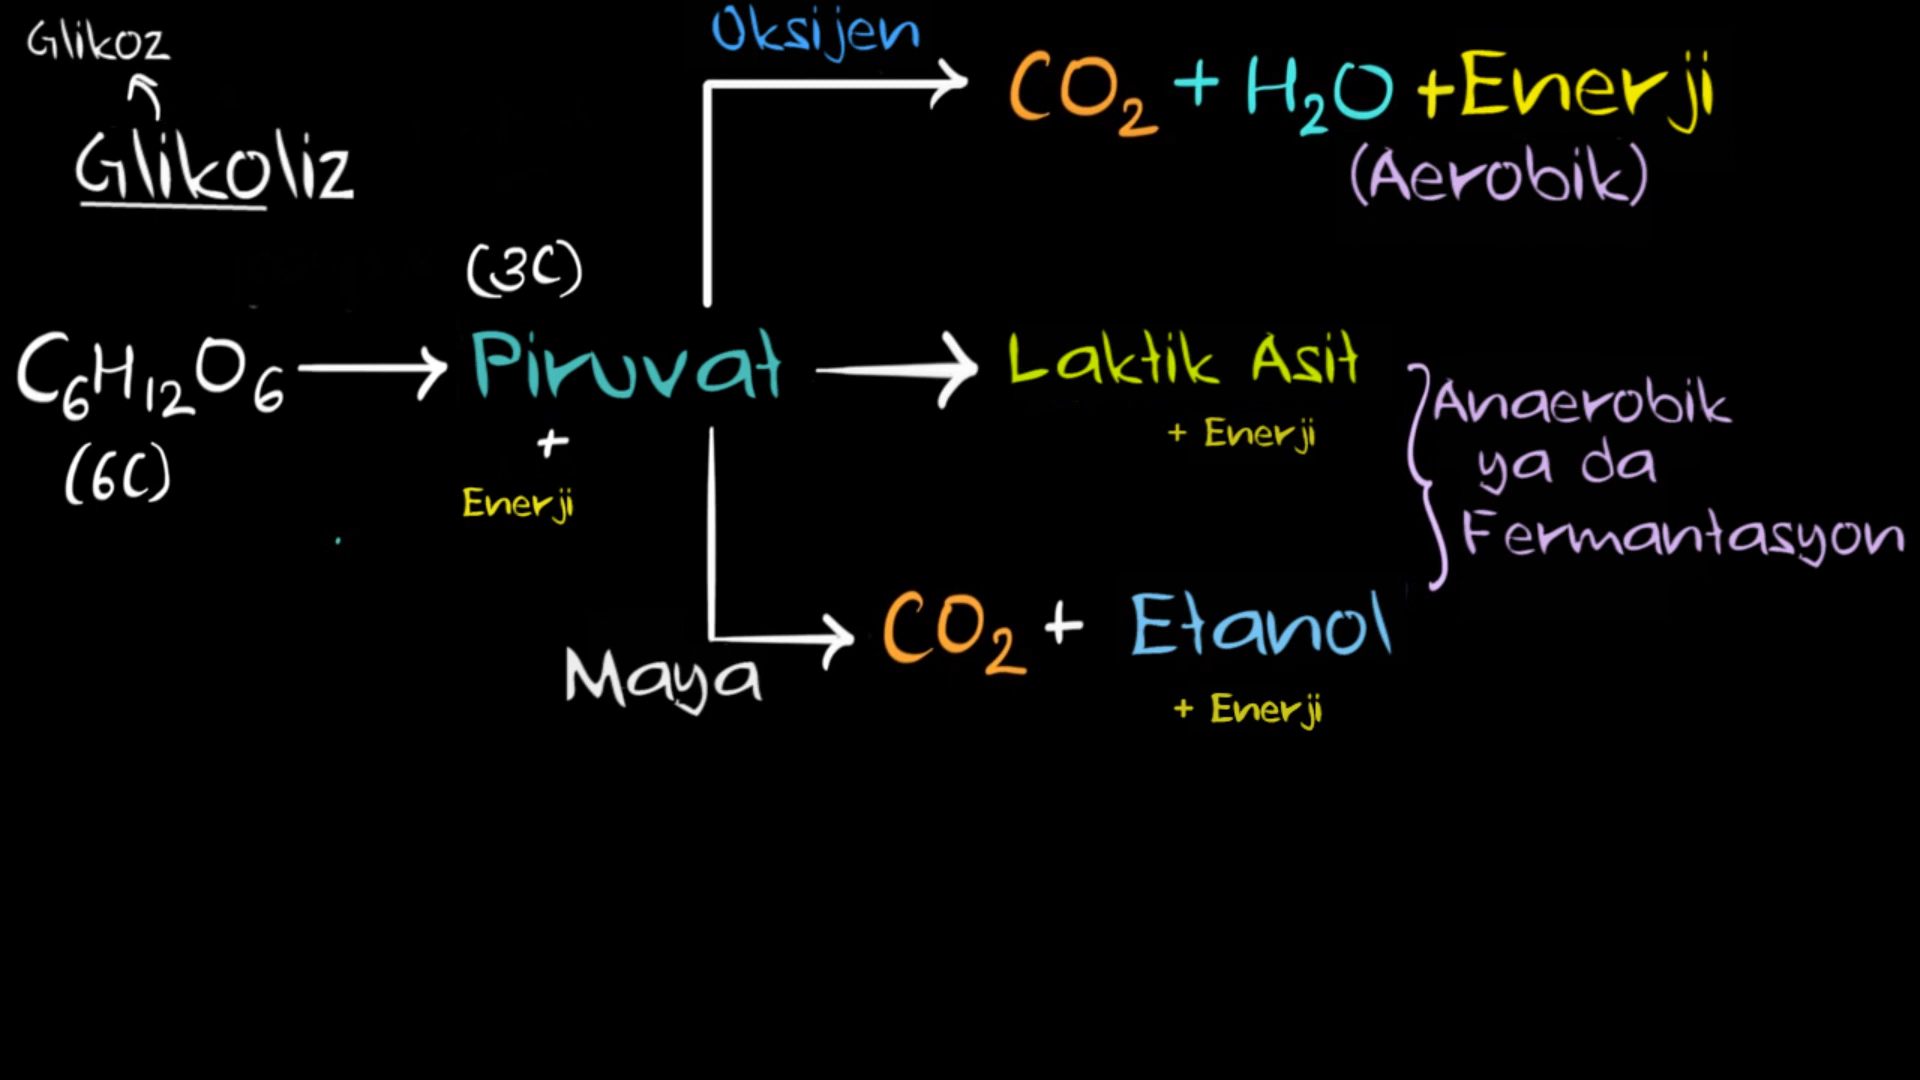 Glikoz
Glikoliz
C₆H₁₂O₆
(6C)
(3C)
Piruvat
+
Enerji
Oksijen
CO₂ + H₂O + Enerji
(Aerobik)
Laktik Asit
+ Enerji
Anaerobik
ya da
Fermantasyon
Maya
CO₂ + Etanol
+ Enerji